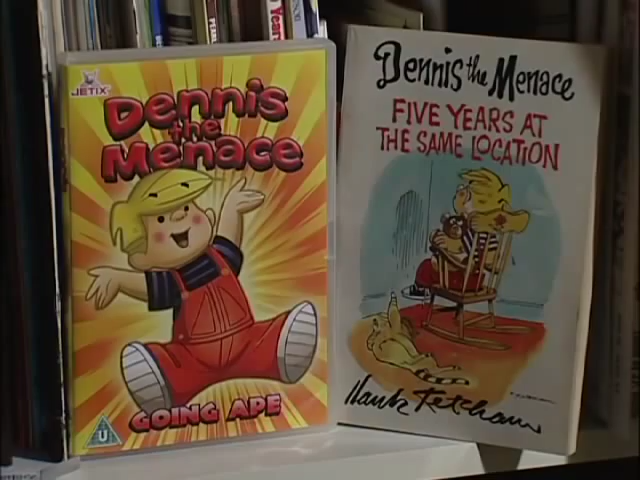 JETIX
Dennis
the
Menace
GOING APE
U
Dennis the Menace
FIVE YEARS AT
THE SAME LOCATION
Hank Ketcham